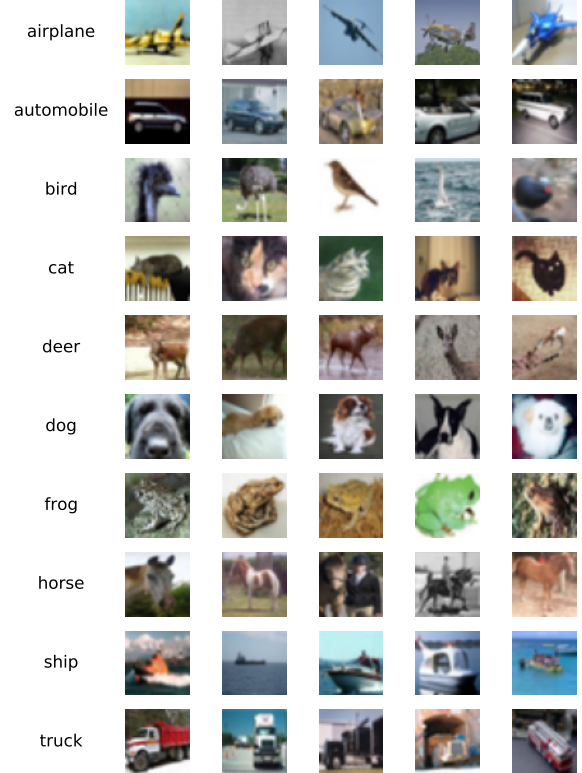 airplane
automobile
bird
cat
deer
dog
frog
horse
ship
truck